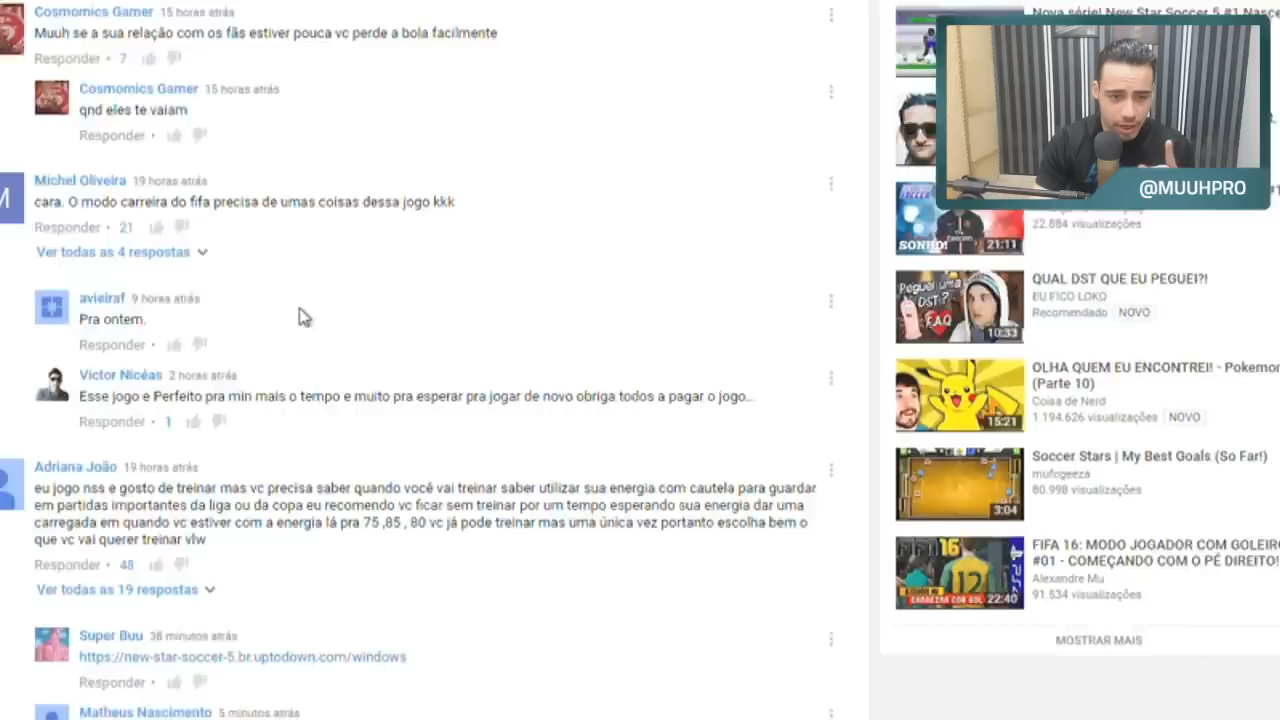 Cosmomics Gamer 15 horas atrás
Muuh se a sua relação com os fãs estiver pouca vc perde a bola facilmente
Responder • 7
Cosmomics Gamer 15 horas atrás
qnd eles te vaiam
Responder •
M
Michel Oliveira 19 horas atrás
cara. O modo carreira do fifa precisa de umas coisas dessa jogo kkk
Responder • 21
Ver todas as 4 respostas
avieiraf 9 horas atrás
Pra ontem.
Responder •
Victor Nicéas 2 horas atrás
Esse jogo e Perfeito pra min mais o tempo e muito pra esperar pra jogar de novo obriga todos a pagar o jogo...
Responder • 1
Adriana João 19 horas atrás
eu jogo nss e gosto de treinar mas vc precisa saber quando você vai treinar saber utilizar sua energia com cautela para guardar
em partidas importantes da liga ou da copa eu recomendo vc ficar sem treinar por um tempo esperando sua energia dar uma
carregada em quando vc estiver com a energia lá pra 75 ,85 , 80 vc já pode treinar mas uma única vez portanto escolha bem o
que vc vai querer treinar vlw
Responder • 48
Ver todas as 19 respostas
Super Buu 38 minutos atrás
https://new-star-soccer-5.br.uptodown.com/windows
Responder •
Matheus Nascimento 5 minutos atrás
Nova série! New Star Soccer 5 #1
@MUUHPRO
SONHO!
21:11
22.884 visualizações
Peguei uma
DST?
F.A.Q
10:33
QUAL DST QUE EU PEGUEI?!
EU FICO LOKO
Recomendado NOVO
15:21
OLHA QUEM EU ENCONTREI! - Pokemon
(Parte 10)
Coisa de Nerd
1.194.626 visualizações NOVO
3:04
Soccer Stars | My Best Goals (So Far!)
mufogeeza
80.998 visualizações
16
12
22:40
FIFA 16: MODO JOGADOR COM GOLEIRO
#01 - COMEÇANDO COM O PÉ DIREITO!
Alexandre Mu
91.534 visualizações
MOSTRAR MAIS